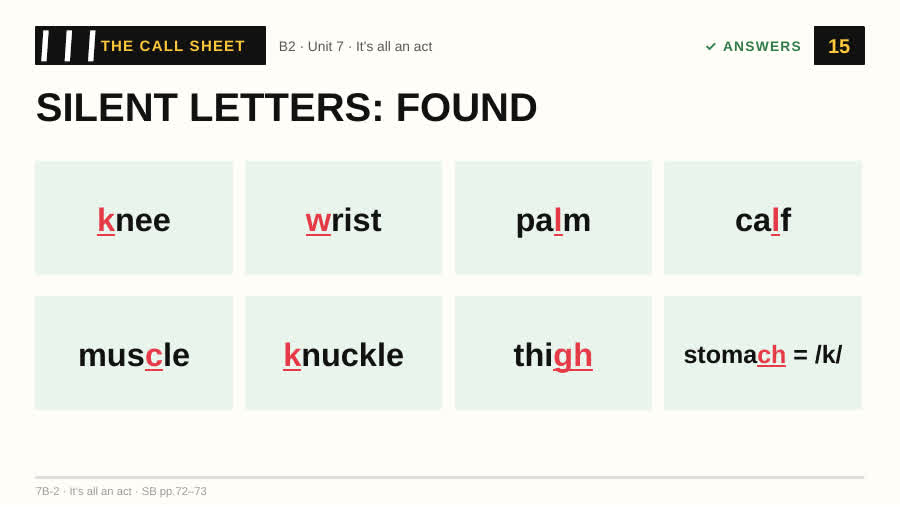 THE CALL SHEET B2 · Unit 7 · It's all an act ✓ ANSWERS 15
SILENT LETTERS: FOUND
knee wrist palm calf
muscle knuckle thigh stomach = /k/
7B-2 · It's all an act · SB pp.72–73